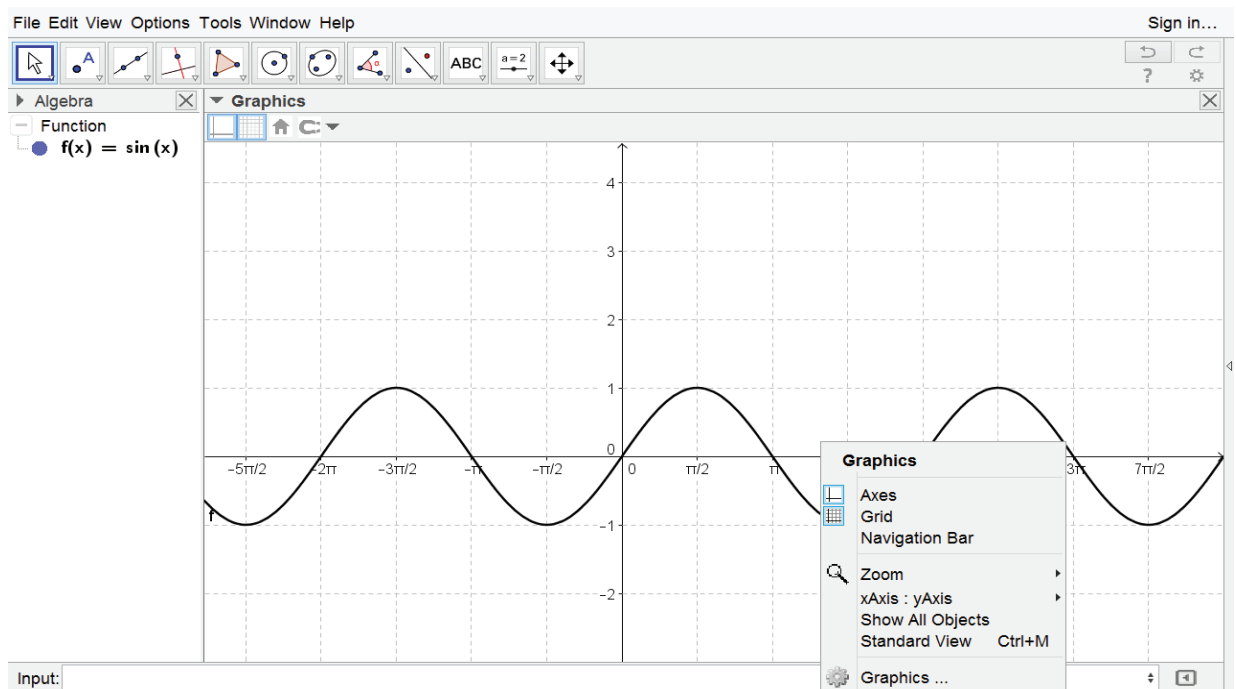 File Edit View Options Tools Window Help Sign in...
A α ABC a=2 ?
Algebra Graphics
Function
f(x) = sin (x)
4
3
2
1
0
-5π/2 -2π -3π/2 -π -π/2 0 π/2 π 3π 7π/2
f
-1
-2
Graphics
Axes
Grid
Navigation Bar
Zoom
xAxis : yAxis
Show All Objects
Standard View Ctrl+M
Graphics ...
Input: